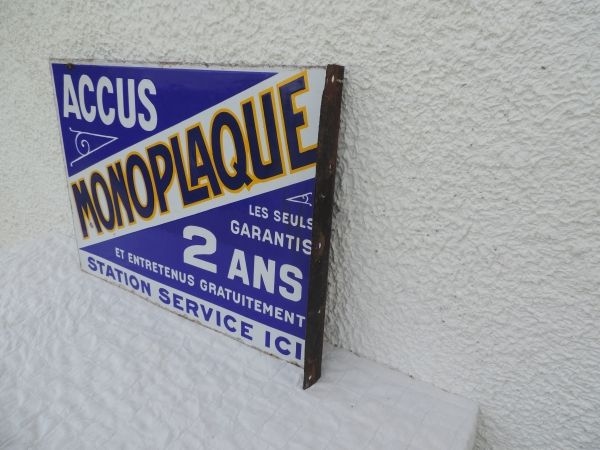 ACCUS
MONOPLAQUE
LES SEULS
GARANTIS
2 ANS
ET ENTRETENUS GRATUITEMENT
STATION SERVICE ICI